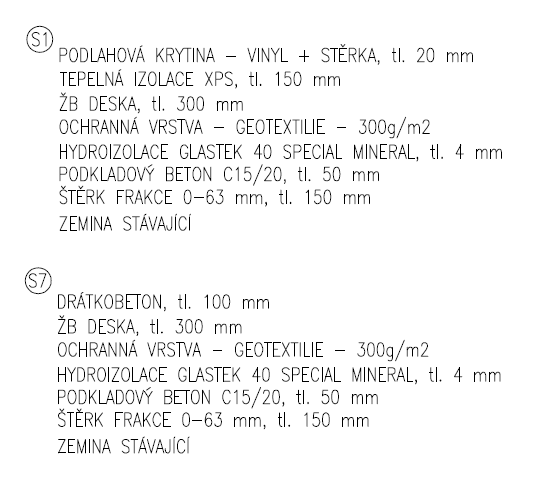 S1
PODLAHOVÁ KRYTINA – VINYL + STĚRKA, tl. 20 mm
TEPELNÁ IZOLACE XPS, tl. 150 mm
ŽB DESKA, tl. 300 mm
OCHRANNÁ VRSTVA – GEOTEXTILIE – 300g/m2
HYDROIZOLACE GLASTEK 40 SPECIAL MINERAL, tl. 4 mm
PODKLADOVÝ BETON C15/20, tl. 50 mm
ŠTĚRK FRAKCE 0–63 mm, tl. 150 mm
ZEMINA STÁVAJÍCÍ
S7
DRÁTKOBETON, tl. 100 mm
ŽB DESKA, tl. 300 mm
OCHRANNÁ VRSTVA – GEOTEXTILIE – 300g/m2
HYDROIZOLACE GLASTEK 40 SPECIAL MINERAL, tl. 4 mm
PODKLADOVÝ BETON C15/20, tl. 50 mm
ŠTĚRK FRAKCE 0–63 mm, tl. 150 mm
ZEMINA STÁVAJÍCÍ